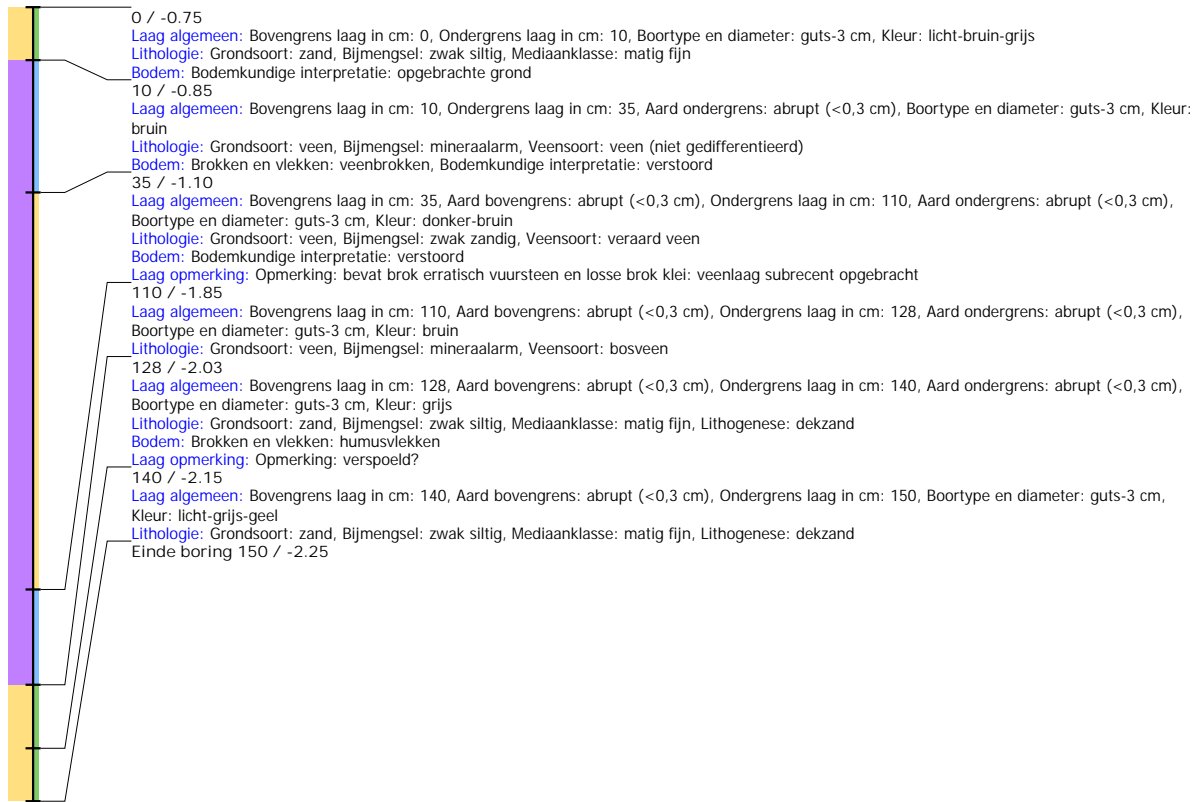 0 / -0.75
Laag algemeen: Bovengrens laag in cm: 0, Ondergrens laag in cm: 10, Boortype en diameter: guts-3 cm, Kleur: licht-bruin-grijs
Lithologie: Grondsoort: zand, Bijmengsel: zwak siltig, Mediaanklasse: matig fijn
Bodem: Bodemkundige interpretatie: opgebrachte grond
10 / -0.85
Laag algemeen: Bovengrens laag in cm: 10, Ondergrens laag in cm: 35, Aard ondergrens: abrupt (<0,3 cm), Boortype en diameter: guts-3 cm, Kleur:
bruin
Lithologie: Grondsoort: veen, Bijmengsel: mineraalarm, Veensoort: veen (niet gedifferentieerd)
Bodem: Brokken en vlekken: veenbrokken, Bodemkundige interpretatie: verstoord
35 / -1.10
Laag algemeen: Bovengrens laag in cm: 35, Aard bovengrens: abrupt (<0,3 cm), Ondergrens laag in cm: 110, Aard ondergrens: abrupt (<0,3 cm),
Boortype en diameter: guts-3 cm, Kleur: donker-bruin
Lithologie: Grondsoort: veen, Bijmengsel: zwak zandig, Veensoort: veraard veen
Bodem: Bodemkundige interpretatie: verstoord
Laag opmerking: Opmerking: bevat brok erratisch vuursteen en losse brok klei: veenlaag subrecent opgebracht
110 / -1.85
Laag algemeen: Bovengrens laag in cm: 110, Aard bovengrens: abrupt (<0,3 cm), Ondergrens laag in cm: 128, Aard ondergrens: abrupt (<0,3 cm),
Boortype en diameter: guts-3 cm, Kleur: bruin
Lithologie: Grondsoort: veen, Bijmengsel: mineraalarm, Veensoort: bosveen
128 / -2.03
Laag algemeen: Bovengrens laag in cm: 128, Aard bovengrens: abrupt (<0,3 cm), Ondergrens laag in cm: 140, Aard ondergrens: abrupt (<0,3 cm),
Boortype en diameter: guts-3 cm, Kleur: grijs
Lithologie: Grondsoort: zand, Bijmengsel: zwak siltig, Mediaanklasse: matig fijn, Lithogenese: dekzand
Bodem: Brokken en vlekken: humusvlekken
Laag opmerking: Opmerking: verspoeld?
140 / -2.15
Laag algemeen: Bovengrens laag in cm: 140, Aard bovengrens: abrupt (<0,3 cm), Ondergrens laag in cm: 150, Boortype en diameter: guts-3 cm,
Kleur: licht-grijs-geel
Lithologie: Grondsoort: zand, Bijmengsel: zwak siltig, Mediaanklasse: matig fijn, Lithogenese: dekzand
Einde boring 150 / -2.25